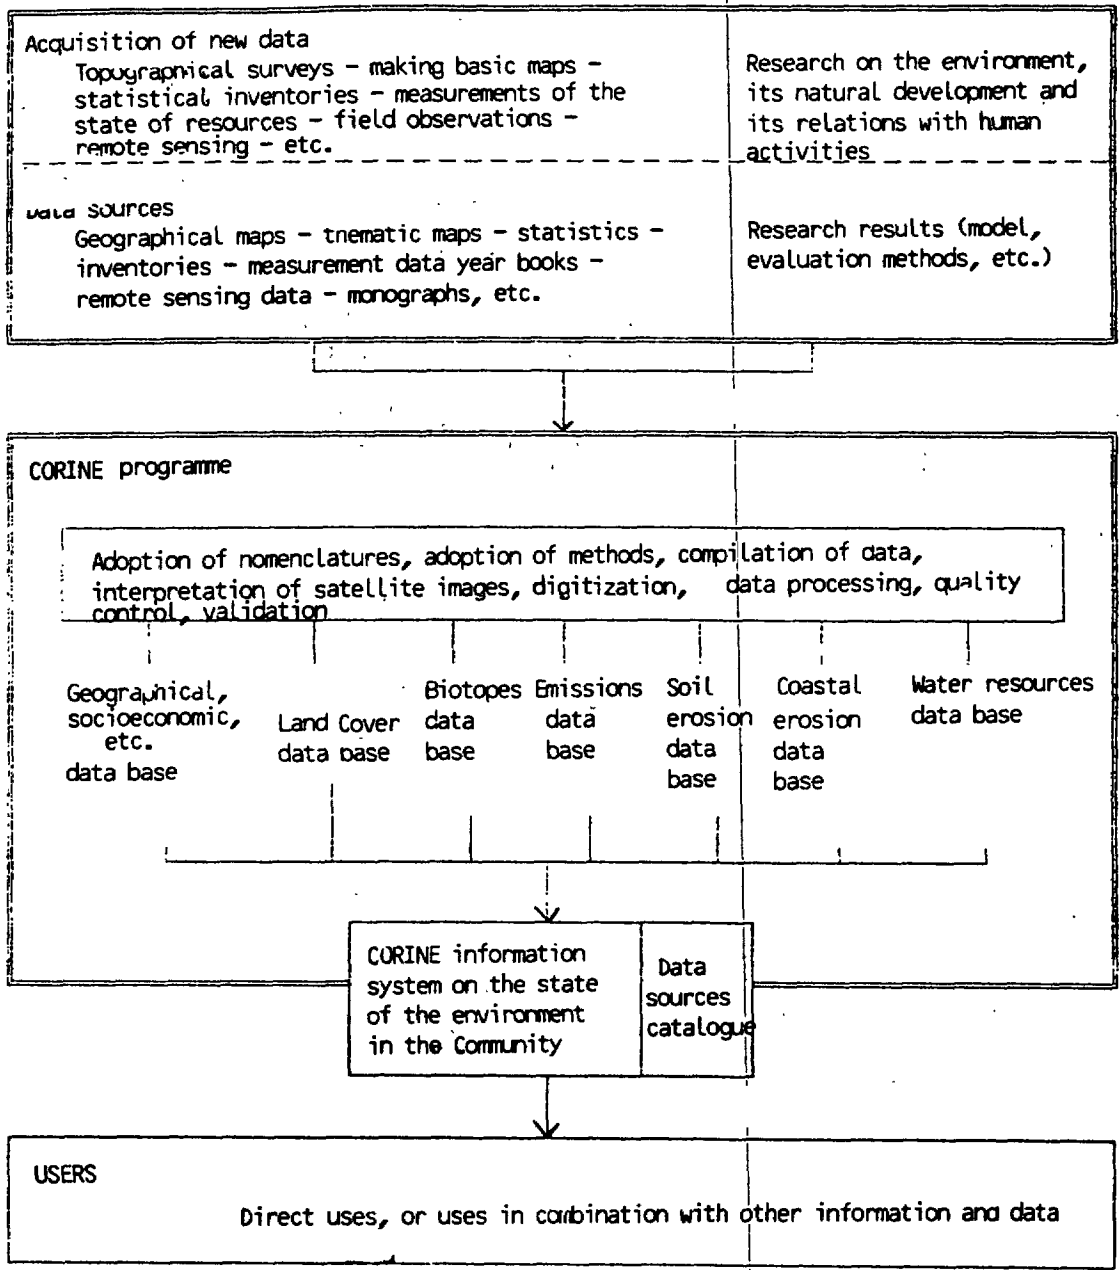 Acquisition of new data
Topographical surveys – making basic maps –
statistical inventories – measurements of the
state of resources – field observations –
remote sensing – etc.
Research on the environment,
its natural development and
its relations with human
activities
Data sources
Geographical maps – thematic maps – statistics –
inventories – measurement data year books –
remote sensing data – monographs, etc.
Research results (model,
evaluation methods, etc.)
CORINE programme
Adoption of nomenclatures, adoption of methods, compilation of data,
interpretation of satellite images, digitization, data processing, quality
control, validation
Geographical,
socioeconomic,
etc.
data base
Land Cover
data base
Biotopes
data
base
Emissions
data
base
Soil
erosion
data
base
Coastal
erosion
data
base
Water resources
data base
CORINE information
system on the state
of the environment
in the Community
Data
sources
catalogue
USERS
Direct uses, or uses in combination with other information and data